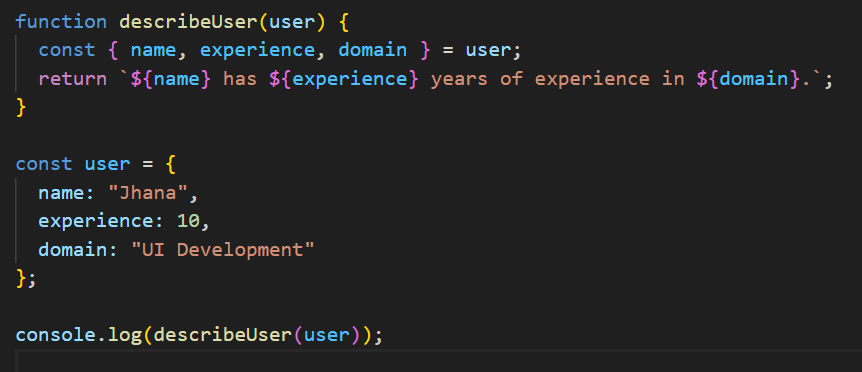 function describeUser(user) {
  const { name, experience, domain } = user;
  return `${name} has ${experience} years of experience in ${domain}.`;
}

const user = {
  name: "Jhana",
  experience: 10,
  domain: "UI Development"
};

console.log(describeUser(user));